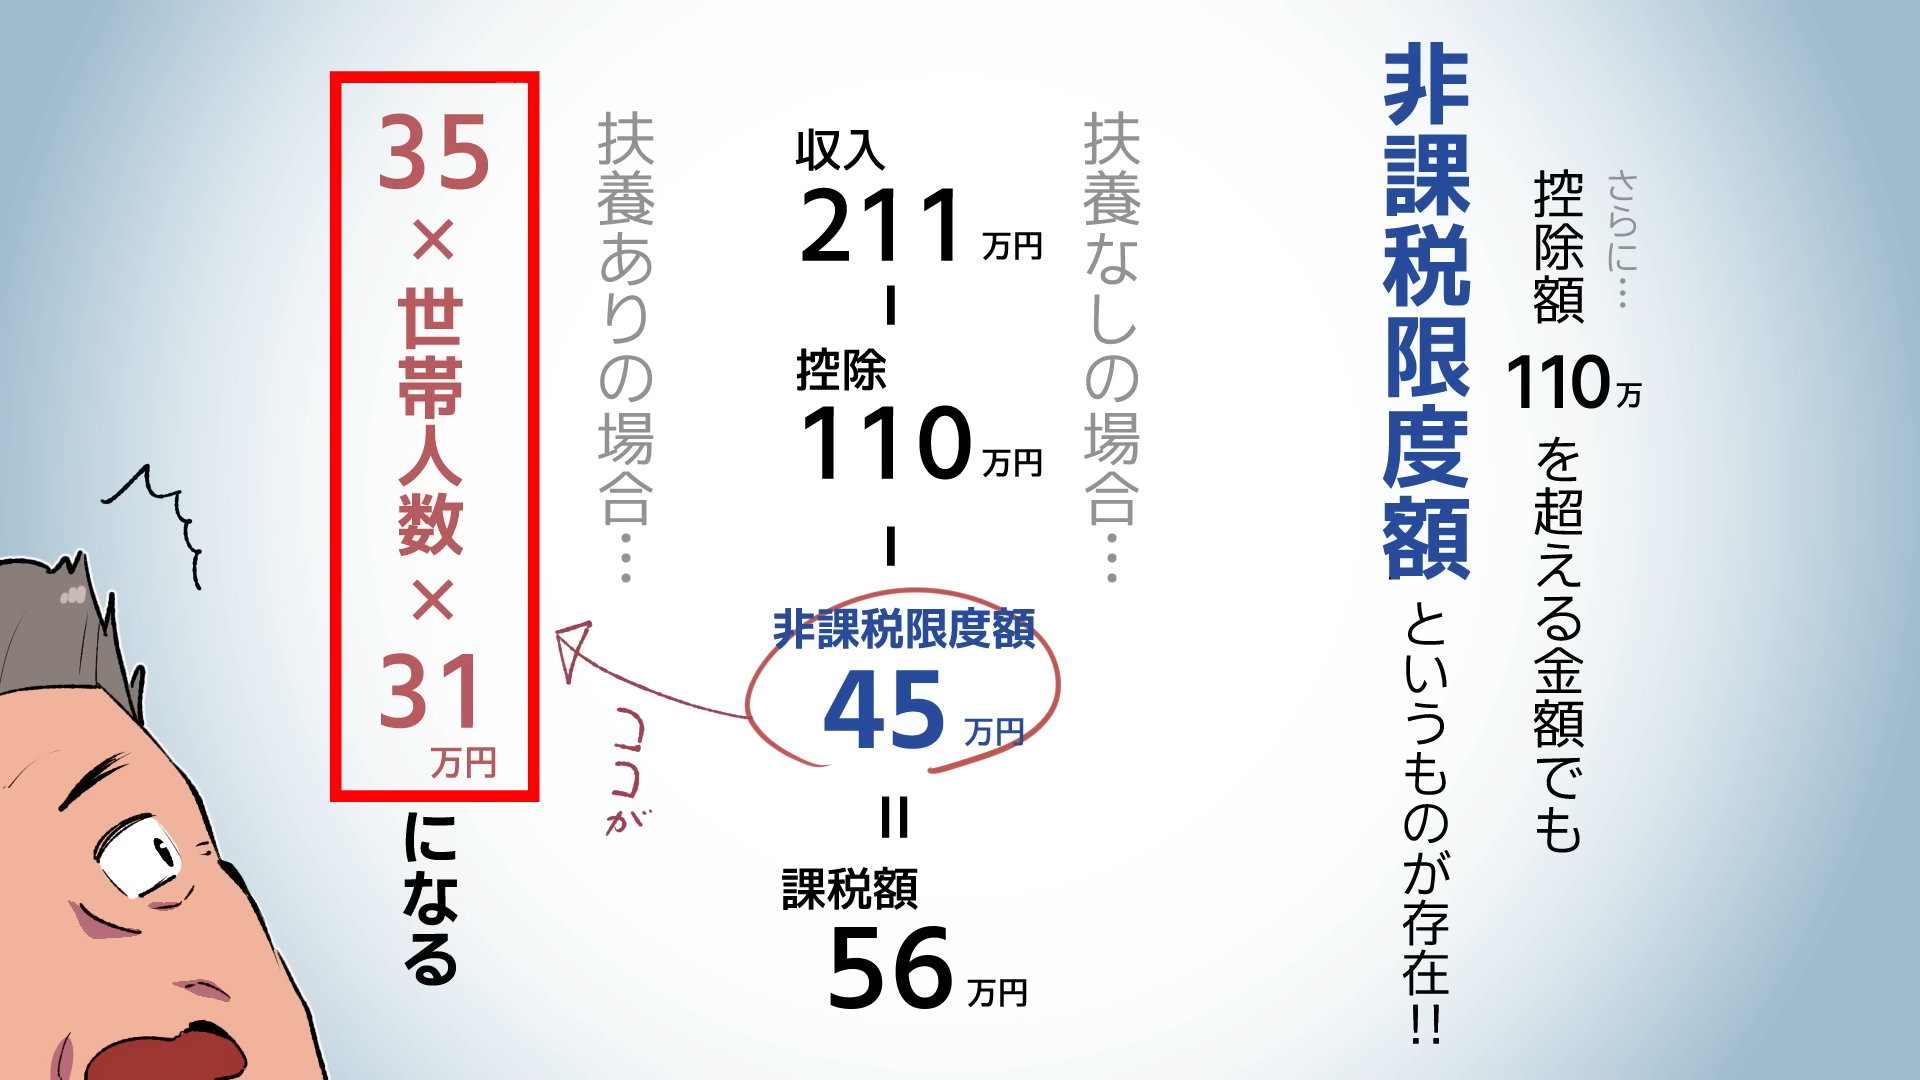 さらに…
控除額110万を超える金額でも
非課税限度額というものが存在!!
扶養なしの場合…
収入
211万円
－
控除
110万円
－
非課税限度額
45万円
＝
課税額
56万円
ココが
扶養ありの場合…
35×世帯人数×31万円になる